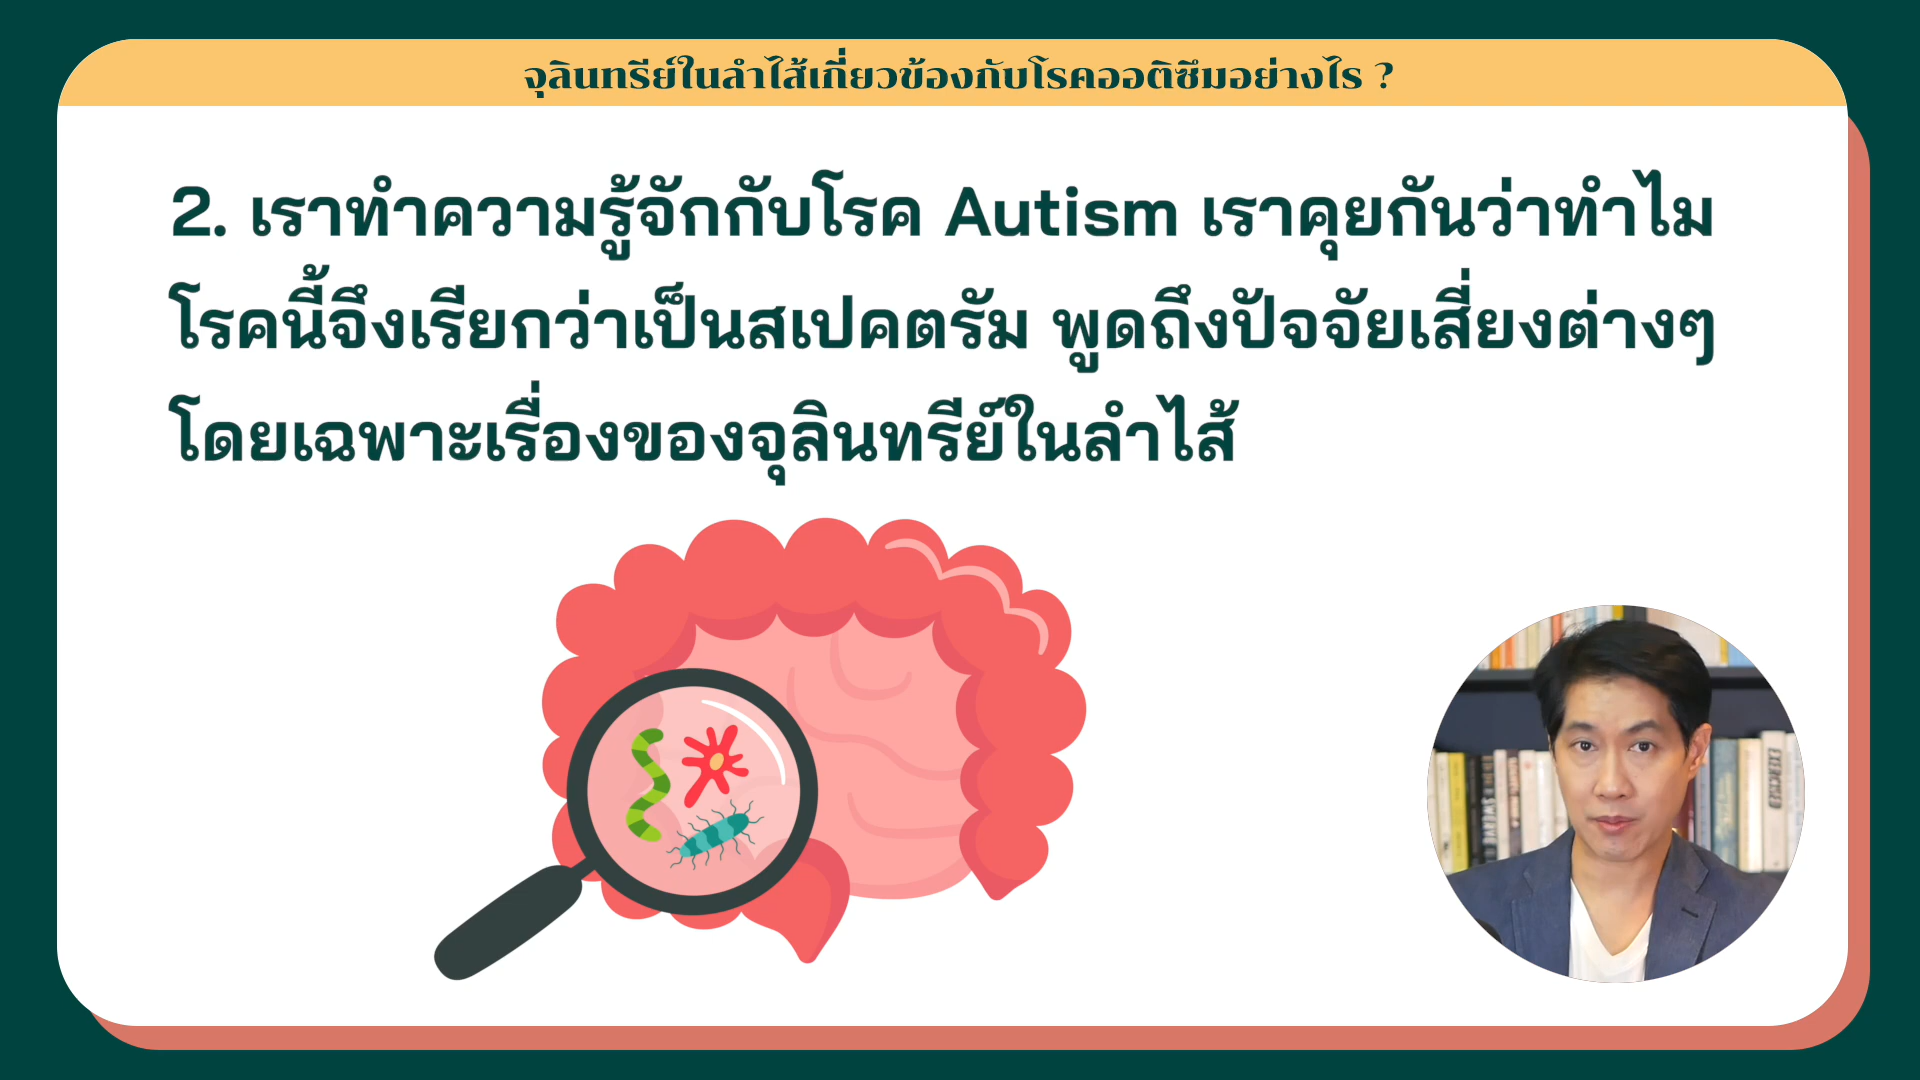 จุลินทรีย์ในลำไส้เกี่ยวข้องกับโรคออติซึมอย่างไร ?
2. เราทำความรู้จักกับโรค Autism เราคุยกันว่าทำไม
โรคนี้จึงเรียกว่าเป็นสเปคตรัม พูดถึงปัจจัยเสี่ยงต่างๆ
โดยเฉพาะเรื่องของจุลินทรีย์ในลำไส้
EXERCISED